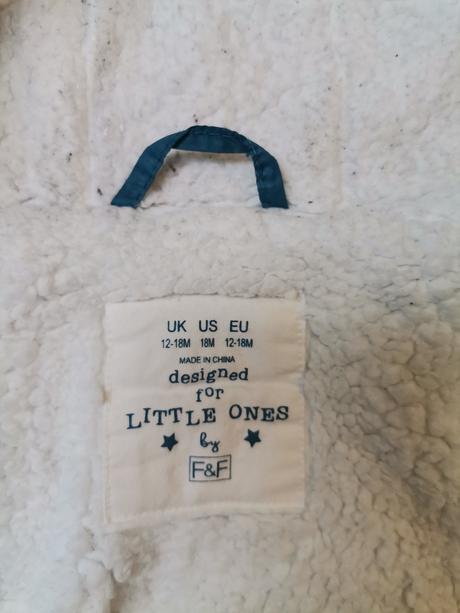 UK US EU
12-18M 18M 12-18M
MADE IN CHINA
designed
for
LITTLE ONES
by
F&F